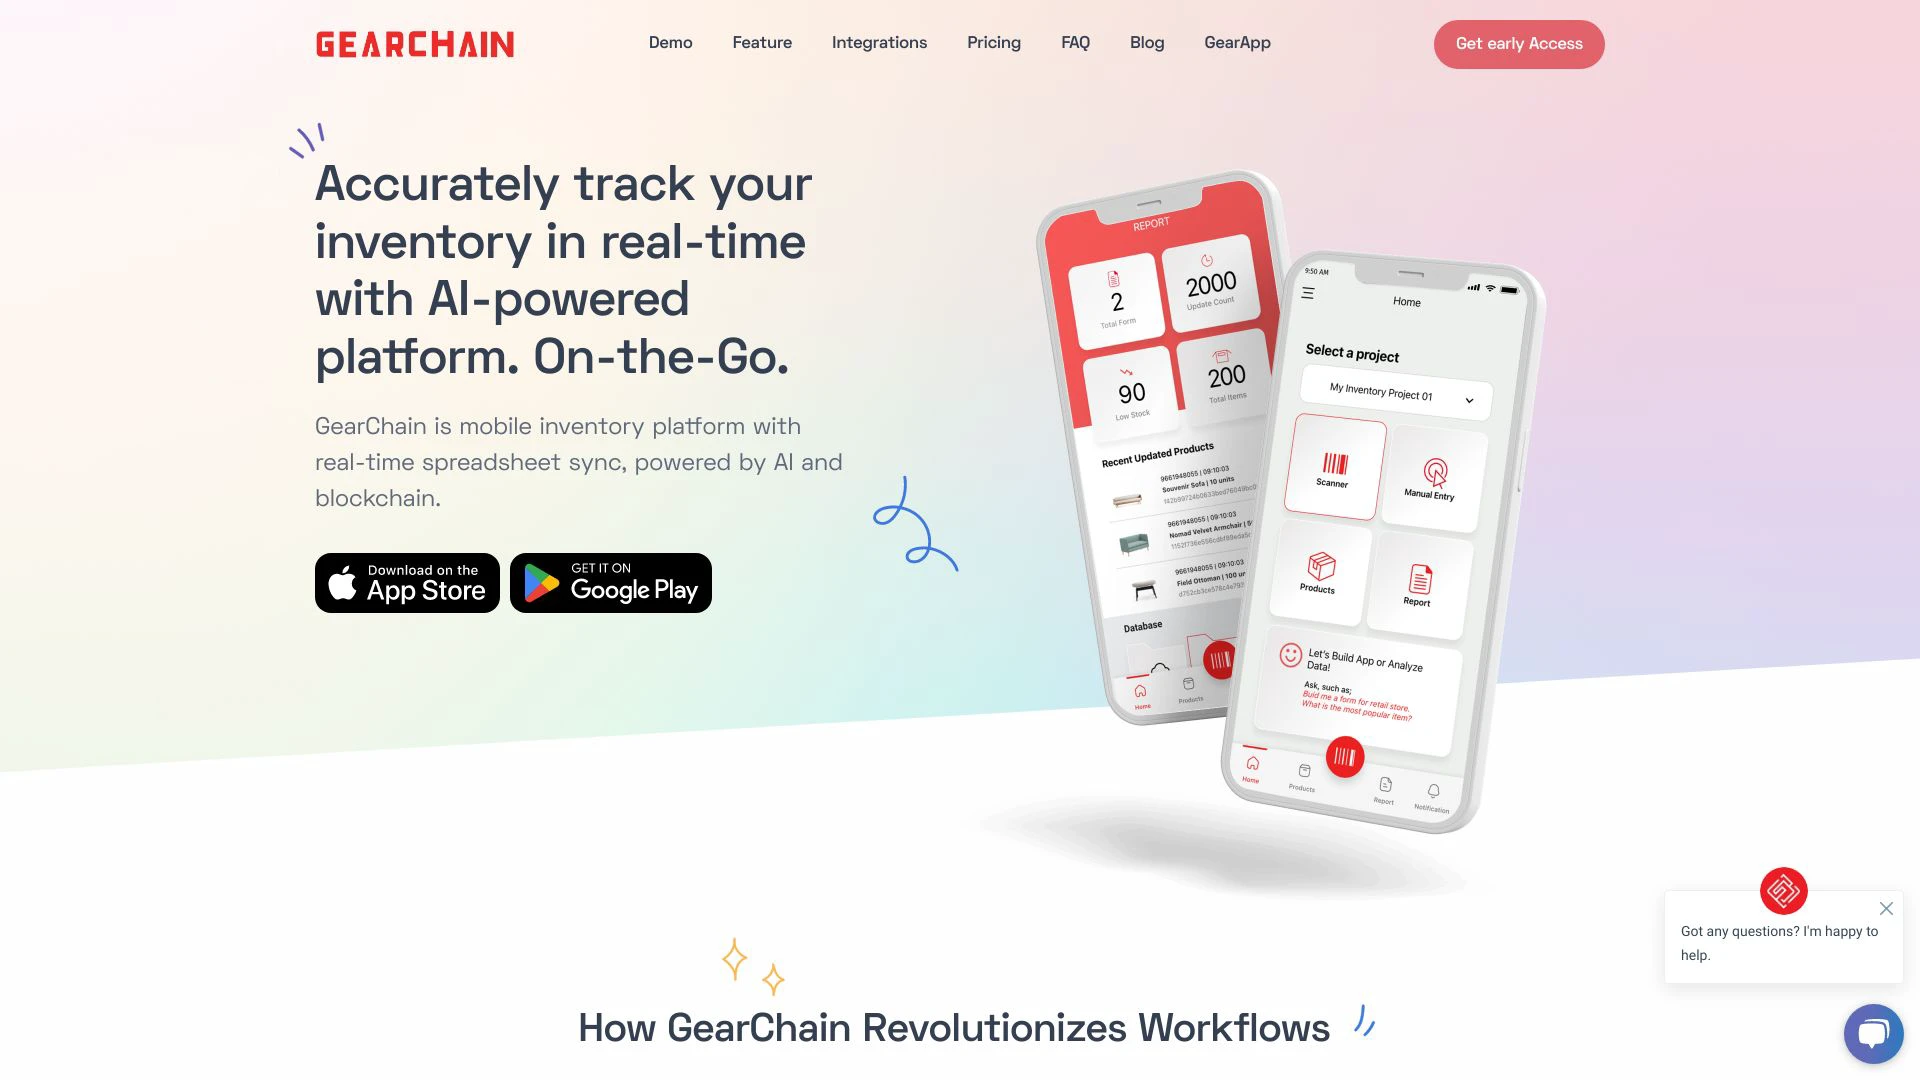 GEARCHAIN
Demo
Feature
Integrations
Pricing
FAQ
Blog
GearApp
Get early Access
Accurately track your
inventory in real-time
with AI-powered
platform. On-the-Go.
GearChain is mobile inventory platform with
real-time spreadsheet sync, powered by AI and
blockchain.
Download on the
App Store
GET IT ON
Google Play
REPORT
2
Total Form
2000
Update Count
90
Low Stock
200
Total Items
Recent Updated Products
9661948055 | 09:10:03
Souvenir Sofa | 10 units
9661948055 | 09:10:03
Nomad Velvet Armchair |
9661948055 | 09:10:03
Field Ottoman | 100 un
Database
Home
Products
9:50 AM
Home
Select a project
My Inventory Project 01
Scanner
Manual Entry
Products
Report
Let's Build App or Analyze
Data!
Ask, such as;
Buid me a form for retail store.
What is the most popular item?
Home
Products
Report
Notification
Got any questions? I'm happy to
help.
How GearChain Revolutionizes Workflows